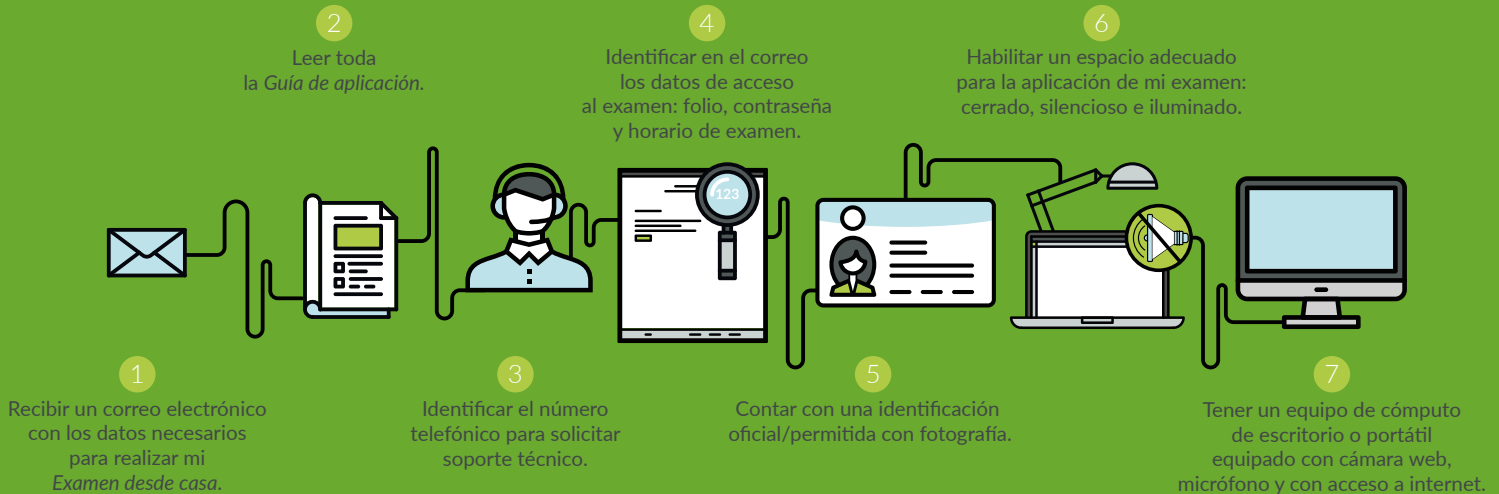 1
Recibir un correo electrónico
con los datos necesarios
para realizar mi
Examen desde casa.
2
Leer toda
la Guía de aplicación.
3
Identificar el número
telefónico para solicitar
soporte técnico.
4
Identificar en el correo
los datos de acceso
al examen: folio, contraseña
y horario de examen.
123
5
Contar con una identificación
oficial/permitida con fotografía.
6
Habilitar un espacio adecuado
para la aplicación de mi examen:
cerrado, silencioso e iluminado.
7
Tener un equipo de cómputo
de escritorio o portátil
equipado con cámara web,
micrófono y con acceso a internet.